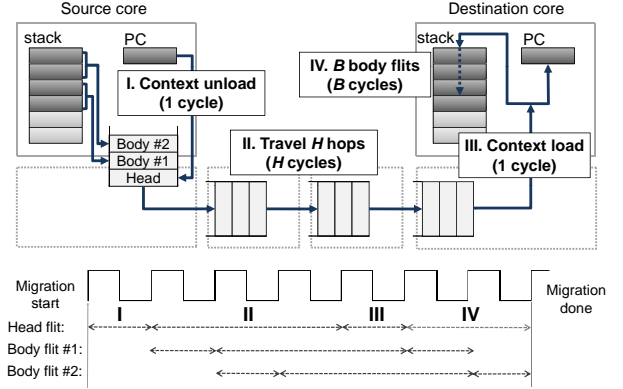 Source core
Destination core
stack
PC
stack
PC
I. Context unload
(1 cycle)
IV. B body flits
(B cycles)
II. Travel H hops
(H cycles)
III. Context load
(1 cycle)
Body #2
Body #1
Head
Migration
start
Migration
done
I
II
III
IV
Head flit:
Body flit #1:
Body flit #2: